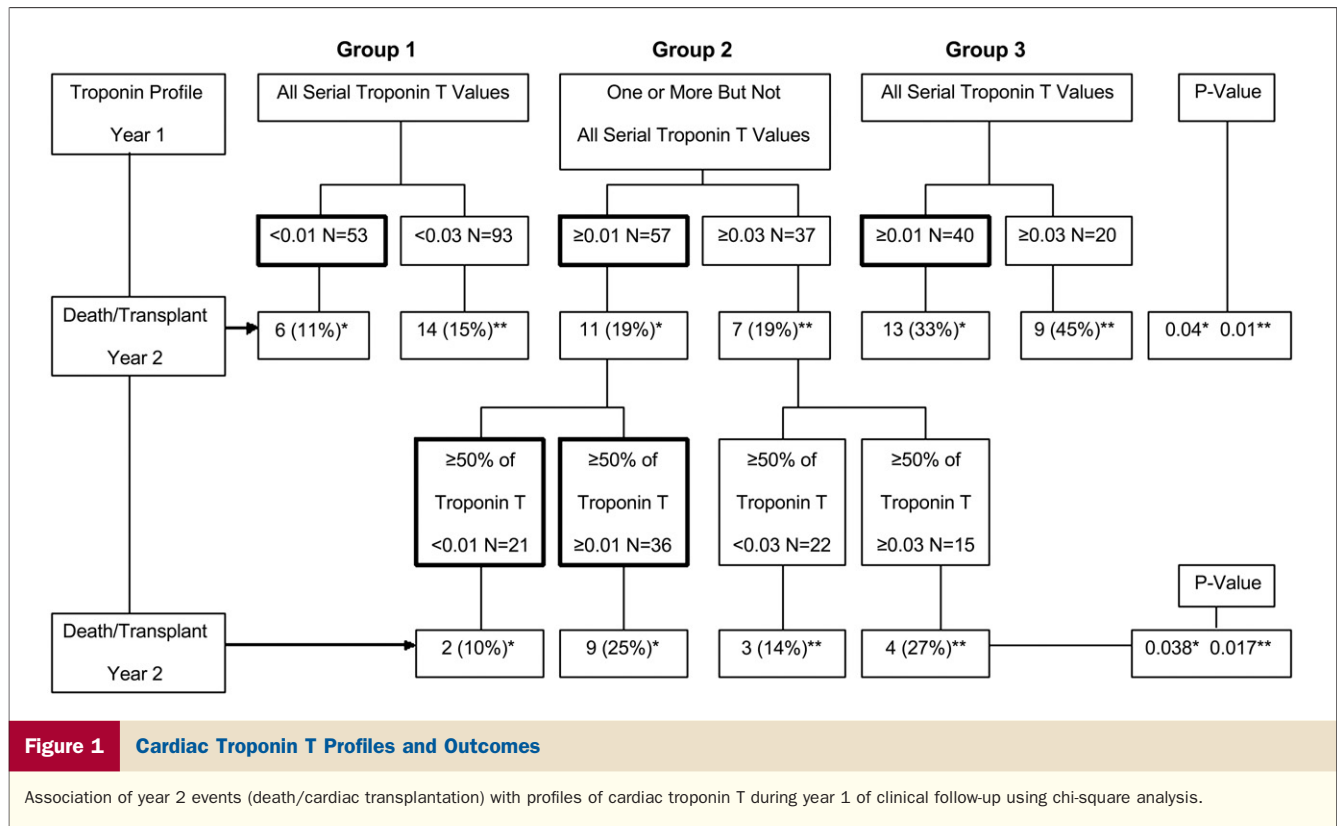 Group 1
Group 2
Group 3
Troponin Profile
Year 1
All Serial Troponin T Values
One or More But Not
All Serial Troponin T Values
All Serial Troponin T Values
P-Value
<0.01 N=53
<0.03 N=93
≥0.01 N=57
≥0.03 N=37
≥0.01 N=40
≥0.03 N=20
Death/Transplant
Year 2
6 (11%)*
14 (15%)**
11 (19%)*
7 (19%)**
13 (33%)*
9 (45%)**
0.04* 0.01**
≥50% of
Troponin T
<0.01 N=21
≥50% of
Troponin T
≥0.01 N=36
≥50% of
Troponin T
<0.03 N=22
≥50% of
Troponin T
≥0.03 N=15
P-Value
Death/Transplant
Year 2
2 (10%)*
9 (25%)*
3 (14%)**
4 (27%)**
0.038* 0.017**
Figure 1 Cardiac Troponin T Profiles and Outcomes
Association of year 2 events (death/cardiac transplantation) with profiles of cardiac troponin T during year 1 of clinical follow-up using chi-square analysis.